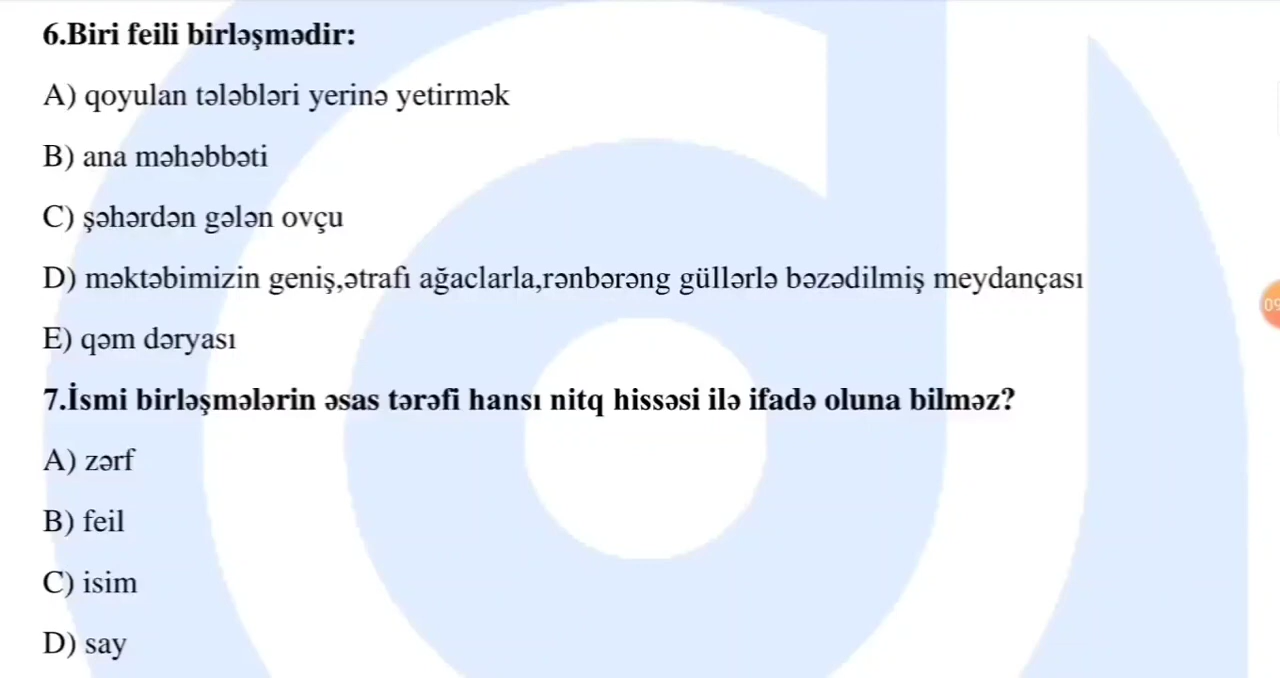 6.Biri feili birləşmədir:
A) qoyulan tələbləri yerinə yetirmək
B) ana məhəbbəti
C) şəhərdən gələn ovçu
D) məktəbimizin geniş,ətrafı ağaclarla,rənbərəng güllərlə bəzədilmiş meydançası
E) qəm dəryası
7.İsmi birləşmələrin əsas tərəfi hansı nitq hissəsi ilə ifadə oluna bilməz?
A) zərf
B) feil
C) isim
D) say